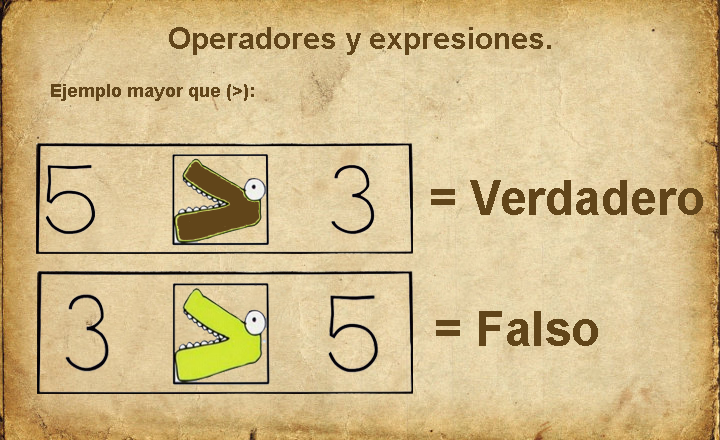 Operadores y expresiones.
Ejemplo mayor que (>):
5 > 3 = Verdadero
3 > 5 = Falso